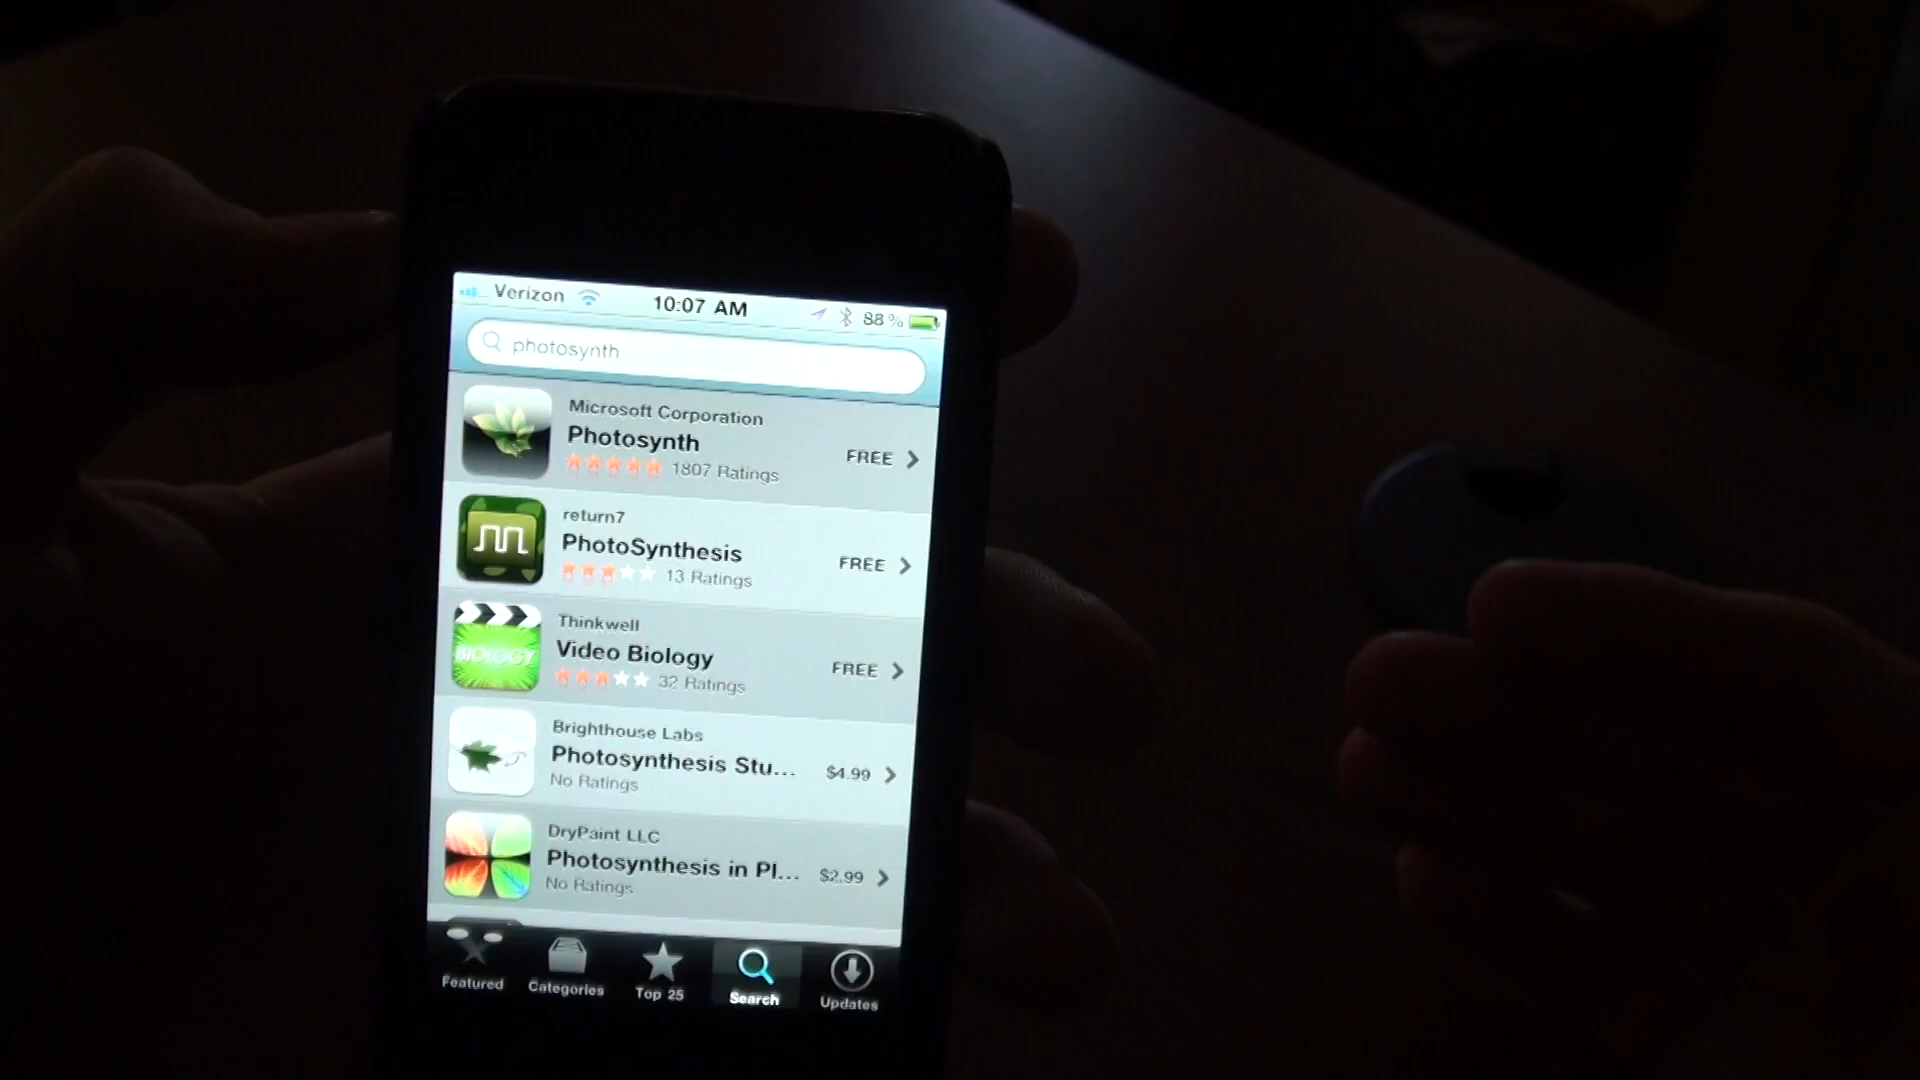 Verizon 10:07 AM 88%
photosynth
Microsoft Corporation
Photosynth
1807 Ratings
FREE
return7
PhotoSynthesis
13 Ratings
FREE
BIOLOGY
Thinkwell
Video Biology
32 Ratings
FREE
Brighthouse Labs
Photosynthesis Stu...
No Ratings
$4.99
DryPaint LLC
Photosynthesis in Pl...
No Ratings
$2.99
Featured Categories Top 25 Search Updates